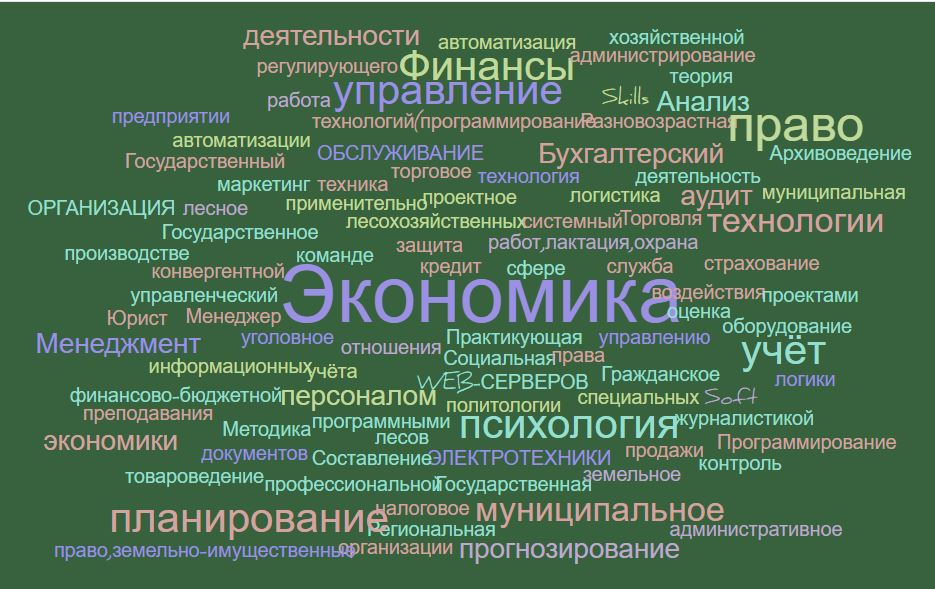 деятельности автоматизация хозяйственной
регулирующего Финансы администрирование
работа управление Skills Анализ теория
предприятии технологий(программирование Разновозрастная право
автоматизации ОБСЛУЖИВАНИЕ Бухгалтерский Архивоведение
Государственный торговое технология деятельность
маркетинг техника логистика аудит муниципальная
ОРГАНИЗАЦИЯ лесное применительно проектное
Государственное лесохозяйственных системный Торговля технологии
производстве команде защита работ,лактация,охрана
конвергентной кредит сфере служба страхование
управленческий Экономика воздействия проектами
Юрист Менеджер оценка оборудование
Менеджмент уголовное отношения Практикующая управлению учёт
информационных учёта Социальная права
WEB-СЕРВЕРОВ Гражданское логики
финансово-бюджетной персоналом политологии специальных Soft
преподавания Методика программными психология журналистикой
экономики лесов продажи Программирование
документов Составление ЭЛЕКТРОТЕХНИКИ контроль
товароведение профессиональной Государственная земельное
планирование налоговое муниципальное
Региональная административное
право,земельно-имущественные организации прогнозирование